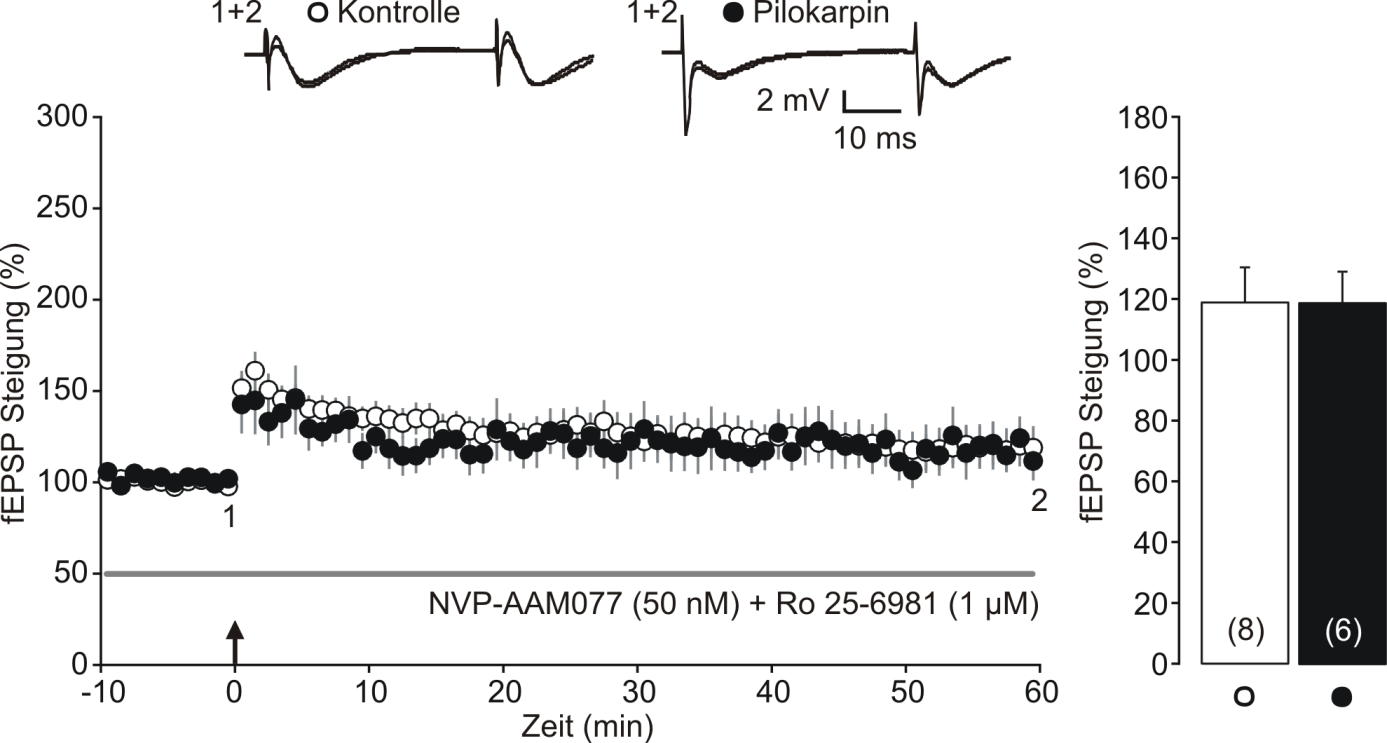 1+2 Kontrolle
1+2 Pilokarpin
2 mV
10 ms
fEPSP Steigung (%)
300
250
200
150
100
50
0
1
2
NVP-AAM077 (50 nM) + Ro 25-6981 (1 µM)
-10 0 10 20 30 40 50 60
Zeit (min)
fEPSP Steigung (%)
180
160
140
120
100
80
60
40
20
0
(8) (6)